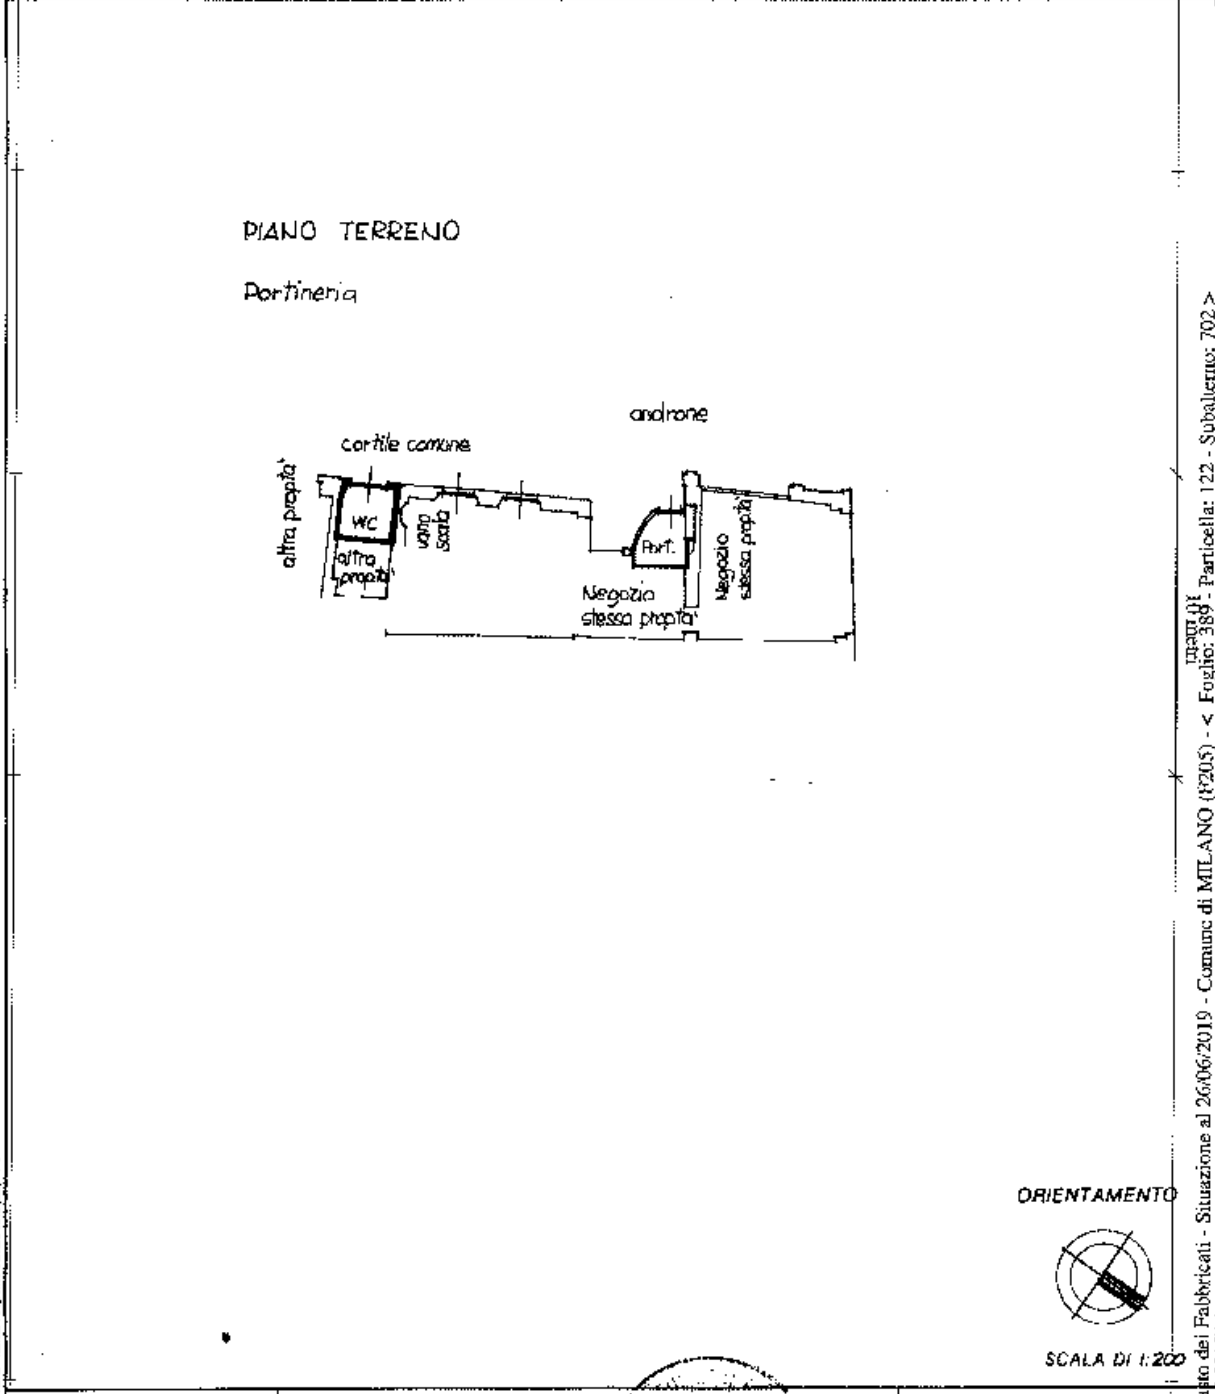 PIANO TERRENO
Portineria
androne
cortile comune
altra propta'
WC
vano
scala
altra
propta'
Port.
Negozio
stessa propta'
Negozio
stessa propta'
10 metri
dei Fabbricati - Situazione al 26/06/2019 - Comune di MILANO (F205) - < Foglio: 389 - Particella: 122 - Subalterno: 702 >
ORIENTAMENTO
SCALA DI 1:200